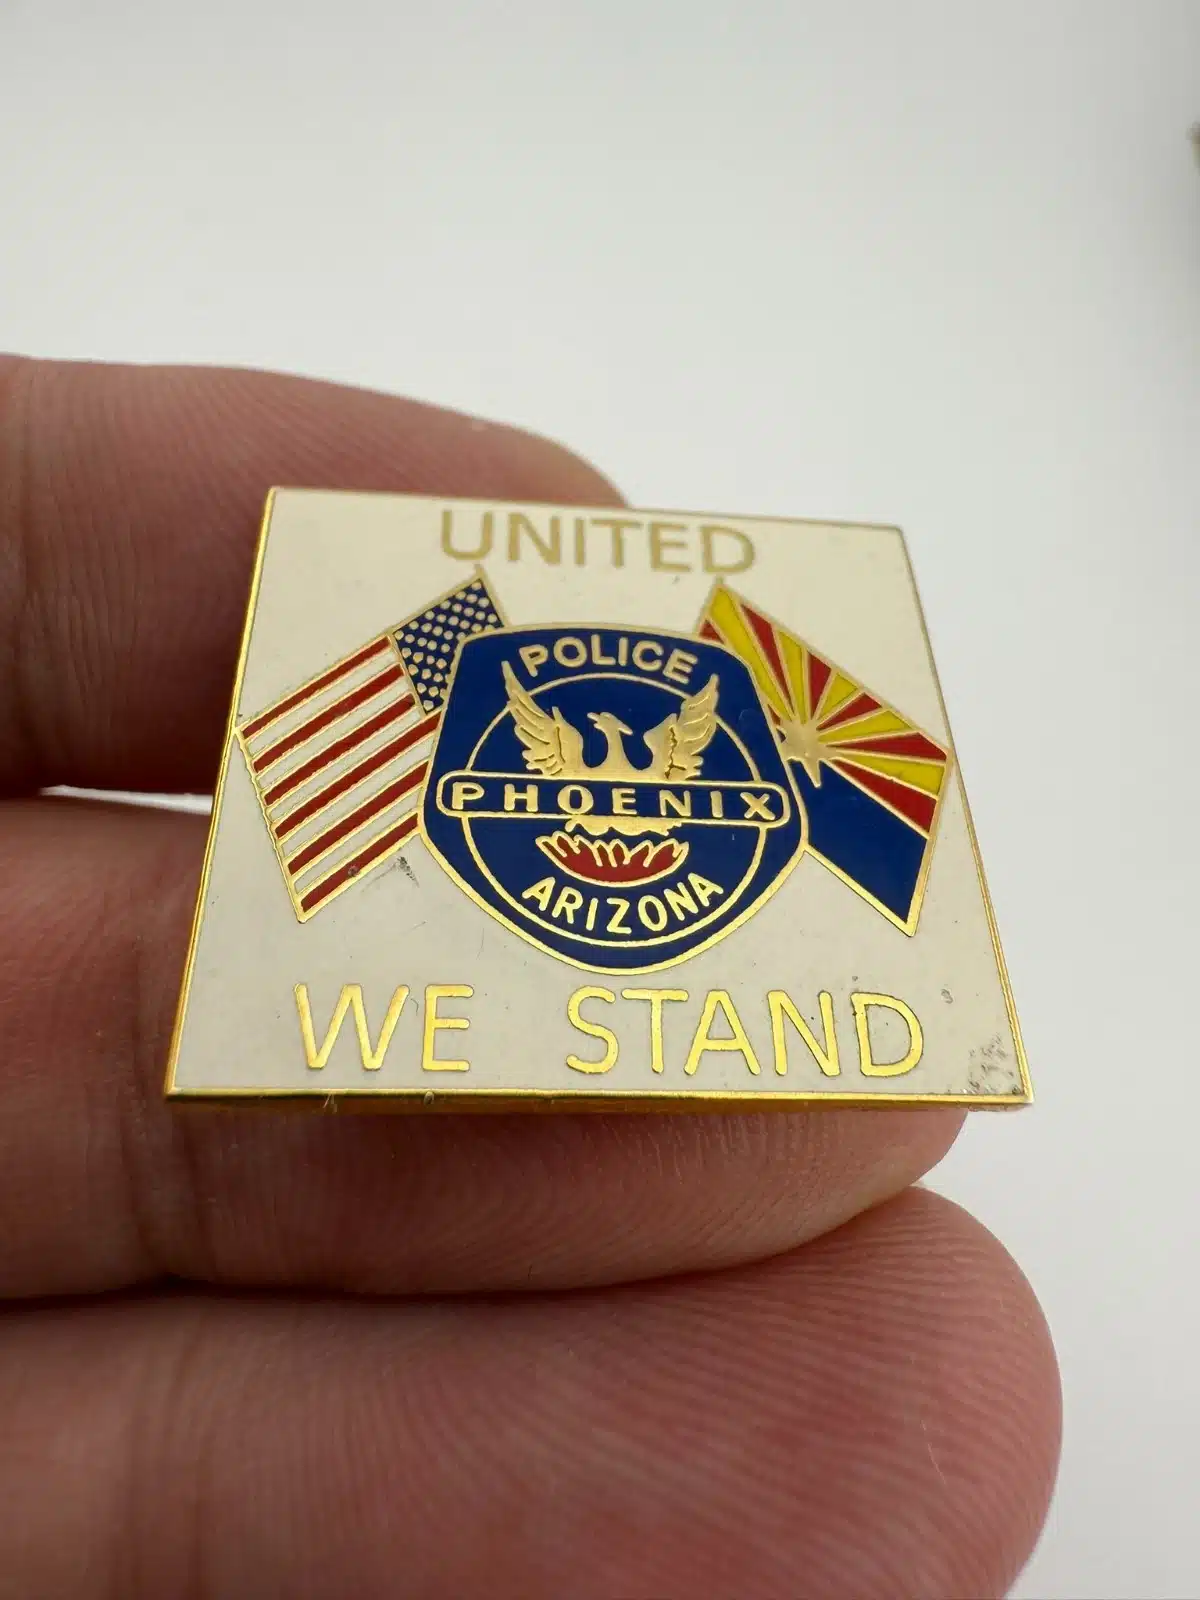 UNITED
POLICE
PHOENIX
ARIZONA
WE STAND